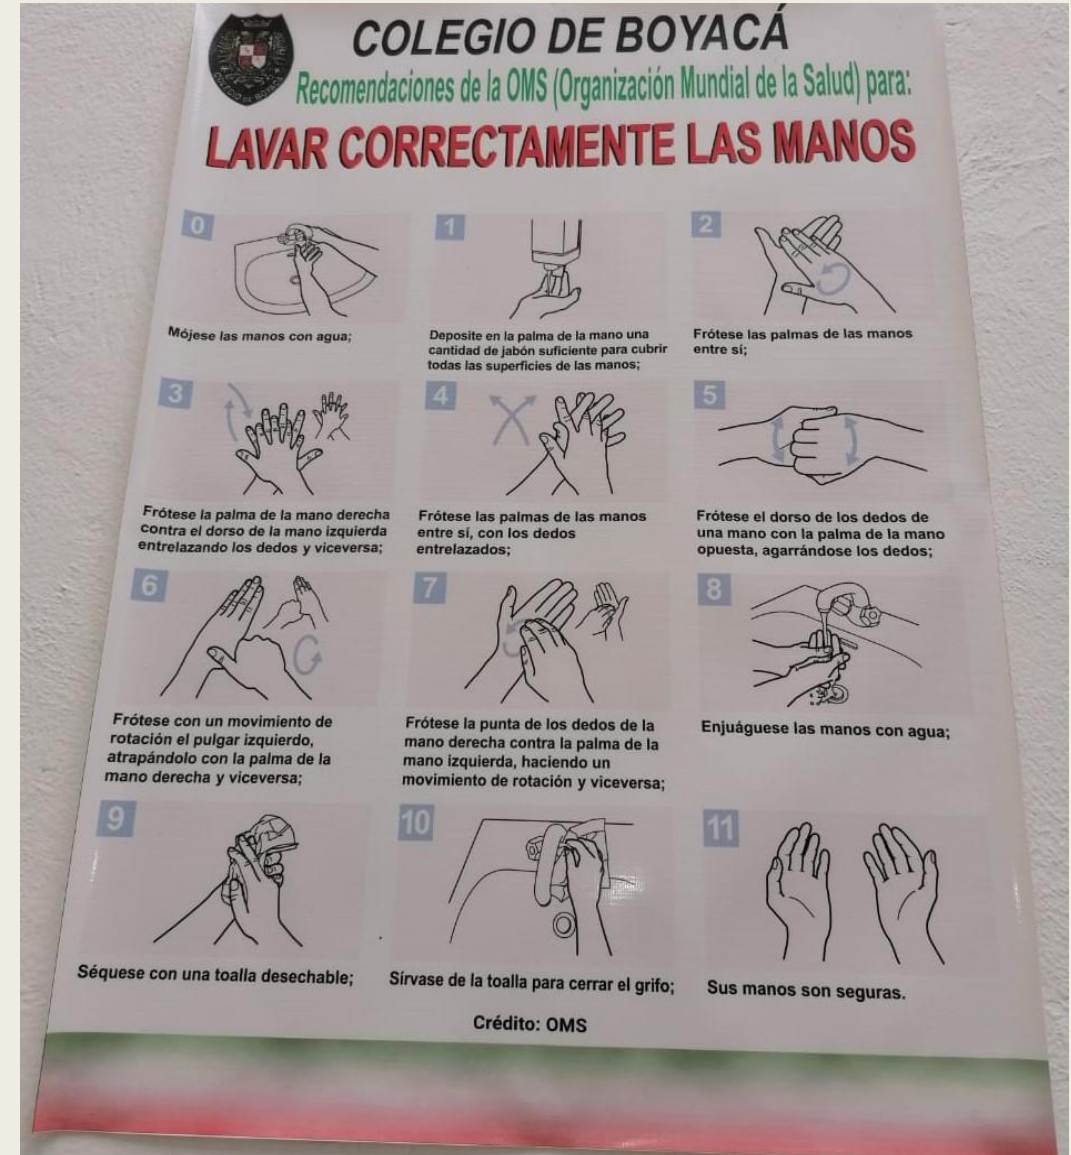 COLEGIO DE BOYACÁ
Recomendaciones de la OMS (Organización Mundial de la Salud) para:
LAVAR CORRECTAMENTE LAS MANOS
COLEGIO DE BOYACÁ
0
Mójese las manos con agua;
1
Deposite en la palma de la mano una
cantidad de jabón suficiente para cubrir
todas las superficies de las manos;
2
Frótese las palmas de las manos
entre sí;
3
Frótese la palma de la mano derecha
contra el dorso de la mano izquierda
entrelazando los dedos y viceversa;
4
Frótese las palmas de las manos
entre sí, con los dedos
entrelazados;
5
Frótese el dorso de los dedos de
una mano con la palma de la mano
opuesta, agarrándose los dedos;
6
Frótese con un movimiento de
rotación el pulgar izquierdo,
atrapándolo con la palma de la
mano derecha y viceversa;
7
Frótese la punta de los dedos de la
mano derecha contra la palma de la
mano izquierda, haciendo un
movimiento de rotación y viceversa;
8
Enjuáguese las manos con agua;
9
Séquese con una toalla desechable;
10
Sírvase de la toalla para cerrar el grifo;
11
Sus manos son seguras.
Crédito: OMS